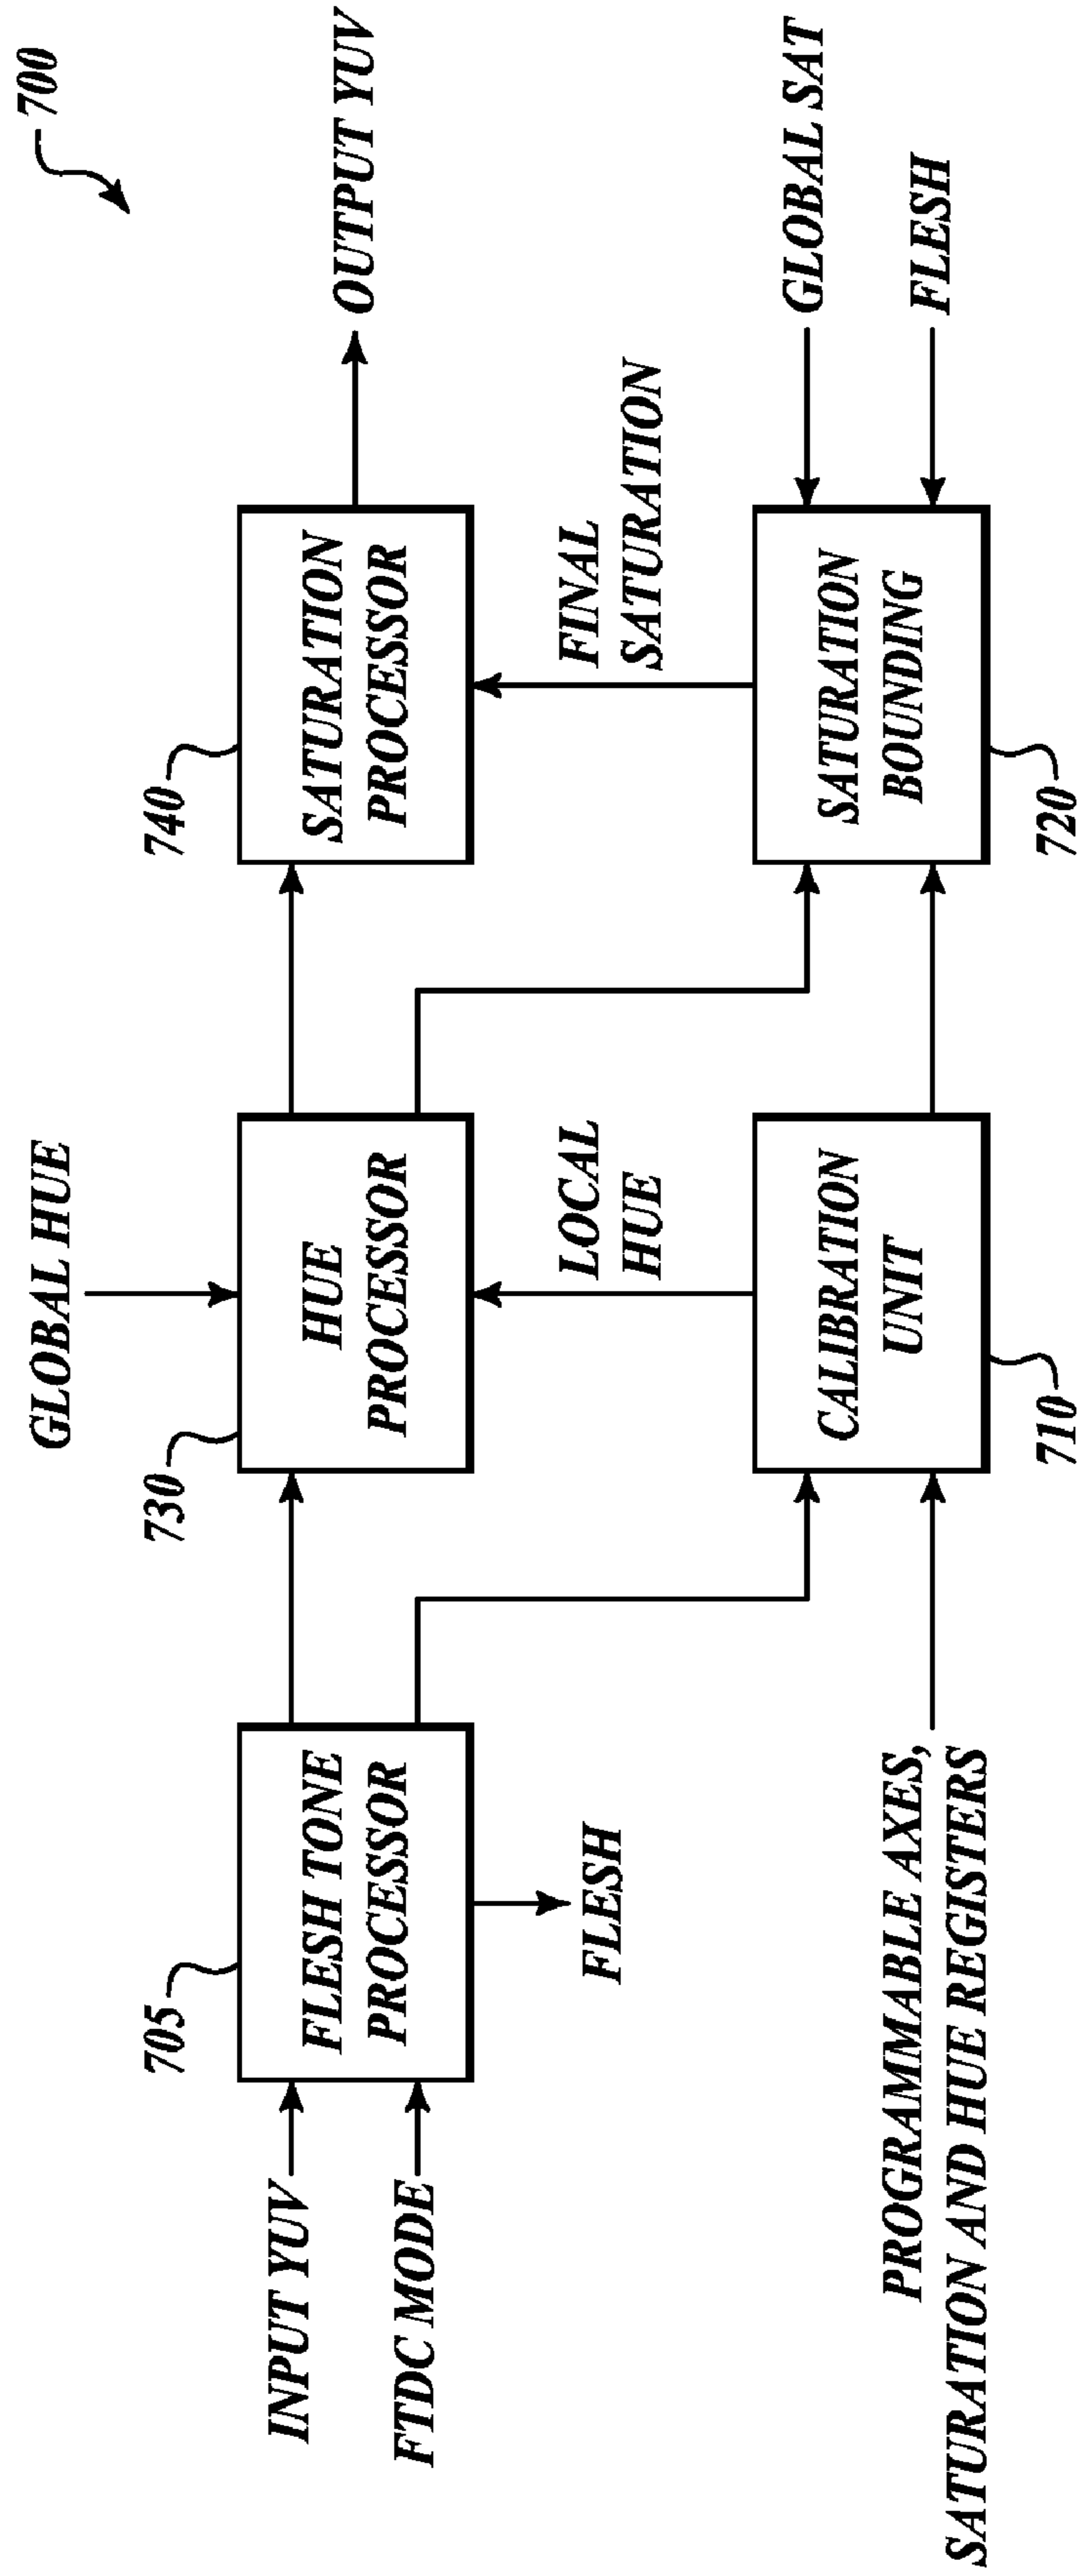 700
GLOBAL HUE
705
730
740
INPUT YUV
FTDC MODE
FLESH TONE
PROCESSOR
HUE
PROCESSOR
SATURATION
PROCESSOR
OUTPUT YUV
FLESH
LOCAL
HUE
FINAL
SATURATION
PROGRAMMABLE AXES,
SATURATION AND HUE REGISTERS
CALIBRATION
UNIT
SATURATION
BOUNDING
GLOBAL SAT
FLESH
710
720